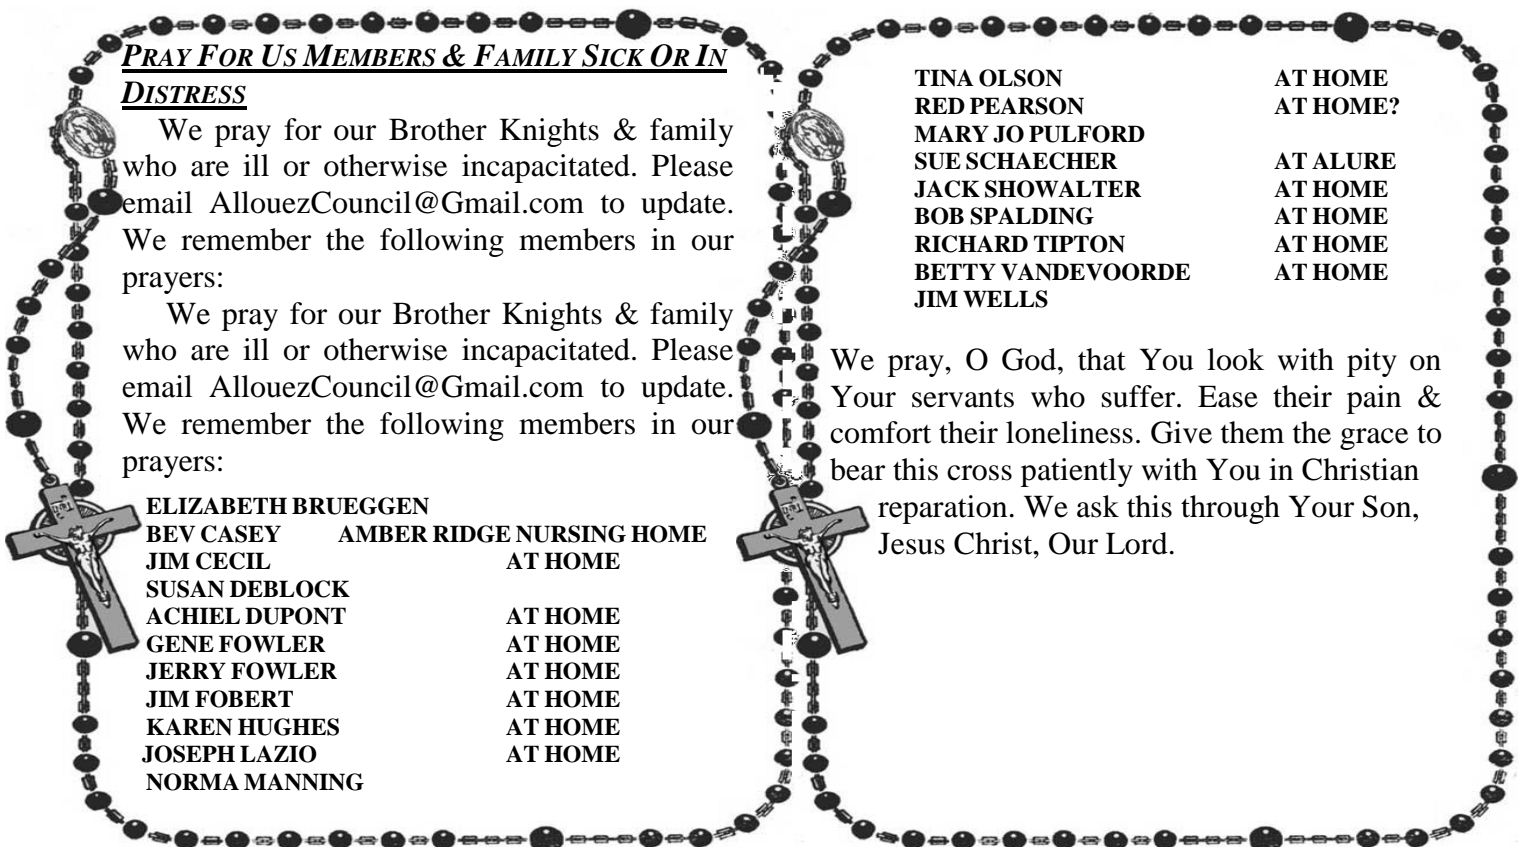 PRAY FOR US MEMBERS & FAMILY SICK OR IN
DISTRESS
We pray for our Brother Knights & family
who are ill or otherwise incapacitated. Please
email AllouezCouncil@Gmail.com to update.
We remember the following members in our
prayers:
We pray for our Brother Knights & family
who are ill or otherwise incapacitated. Please
email AllouezCouncil@Gmail.com to update.
We remember the following members in our
prayers:
ELIZABETH BRUEGGEN
BEV CASEY AMBER RIDGE NURSING HOME
JIM CECIL AT HOME
SUSAN DEBLOCK
ACHIEL DUPONT AT HOME
GENE FOWLER AT HOME
JERRY FOWLER AT HOME
JIM FOBERT AT HOME
KAREN HUGHES AT HOME
JOSEPH LAZIO AT HOME
NORMA MANNING
TINA OLSON AT HOME
RED PEARSON AT HOME?
MARY JO PULFORD
SUE SCHAECHER AT ALURE
JACK SHOWALTER AT HOME
BOB SPALDING AT HOME
RICHARD TIPTON AT HOME
BETTY VANDEVOORDE AT HOME
JIM WELLS
We pray, O God, that You look with pity on
Your servants who suffer. Ease their pain &
comfort their loneliness. Give them the grace to
bear this cross patiently with You in Christian
reparation. We ask this through Your Son,
Jesus Christ, Our Lord.